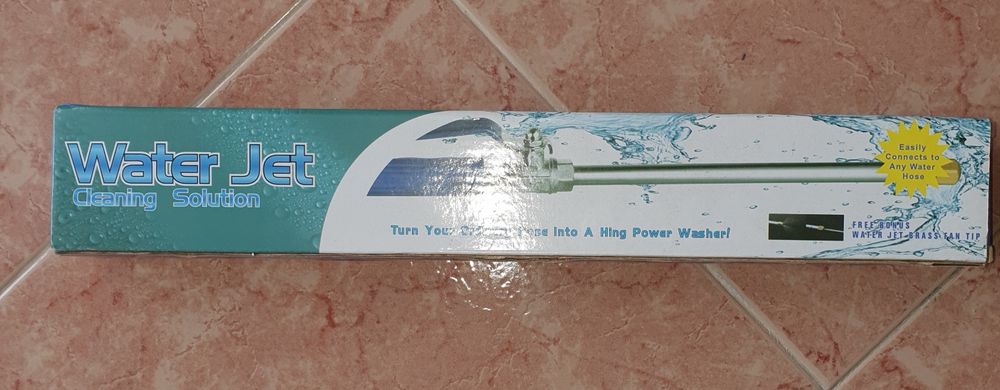 Water Jet
Cleaning Solution
Easily
Connects to
Any Water
Hose
Turn Your Into A Hing Power Washer!
FREE BONUS
WATER JET BRASS FAN TIP